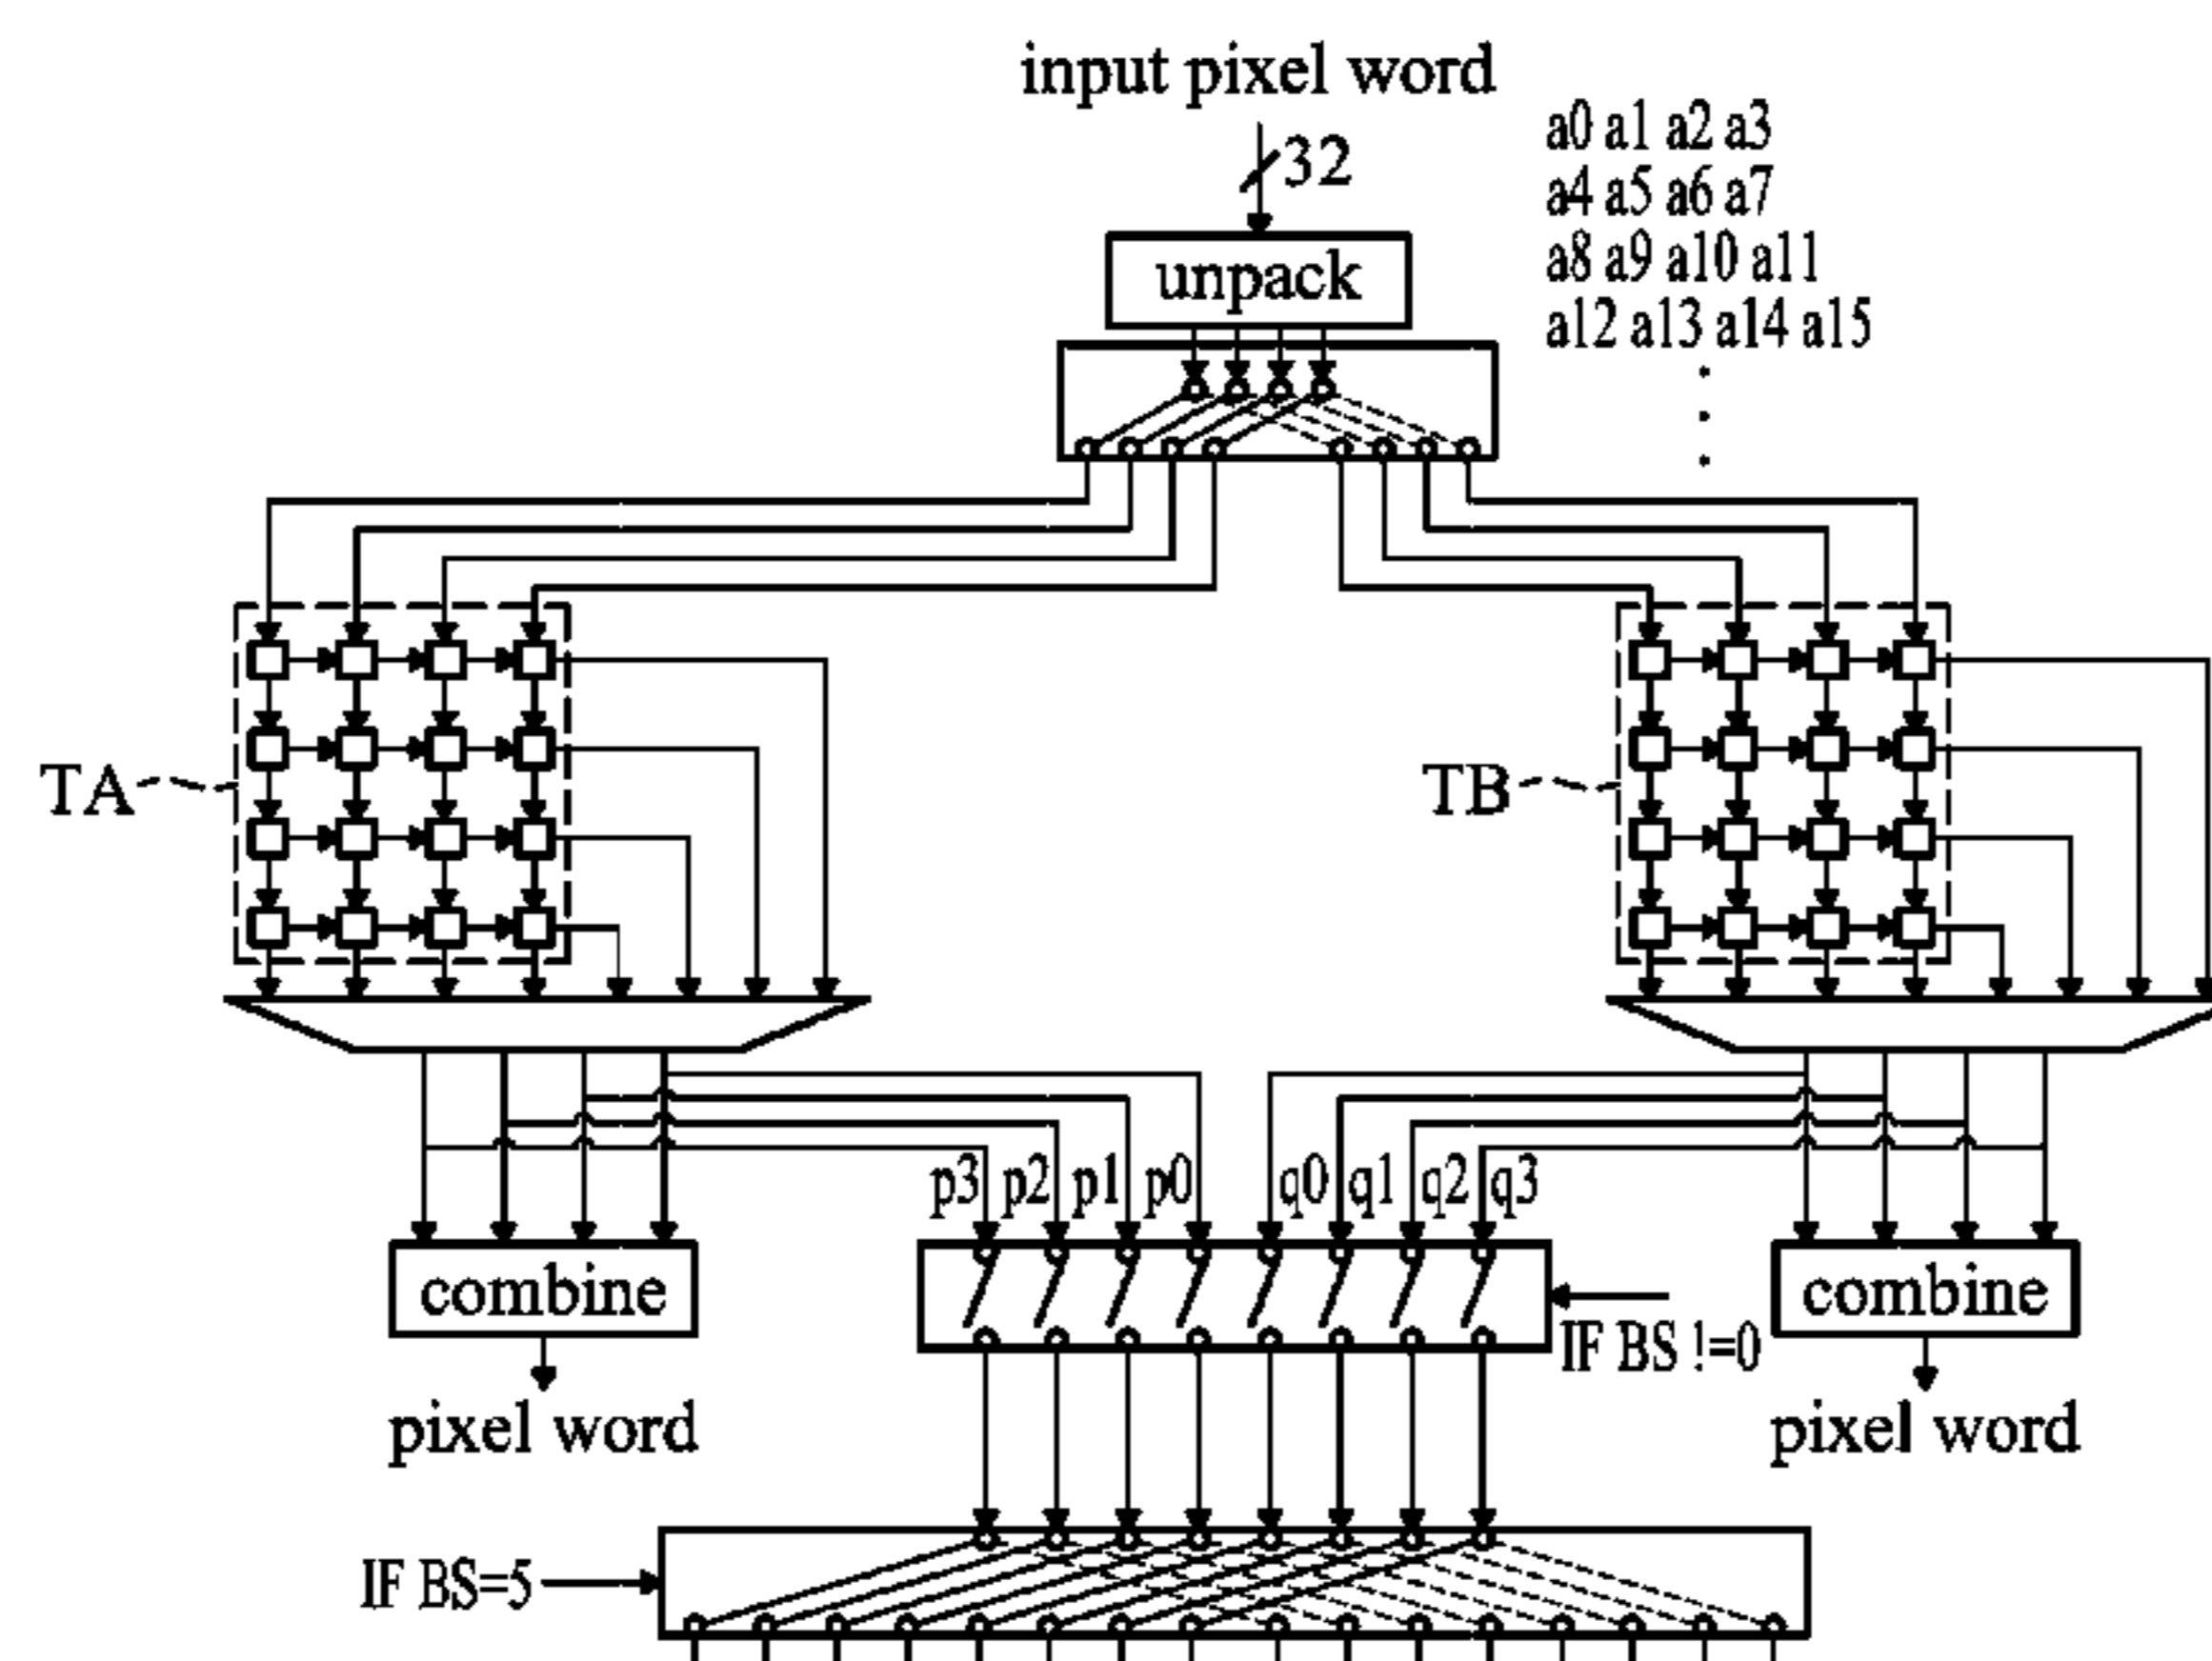 input pixel word
32
a0 a1 a2 a3
a4 a5 a6 a7
a8 a9 a10 a11
a12 a13 a14 a15
unpack
TA
TB
p3 p2 p1 p0 q0 q1 q2 q3
combine
combine
IF BS !=0
pixel word
pixel word
IF BS=5